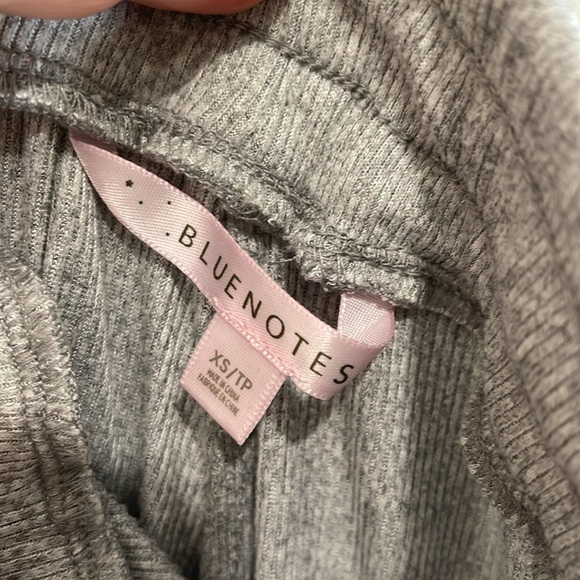 BLUENOTES
XS/TP
MADE IN CHINA
FABRIQUÉ EN CHINE